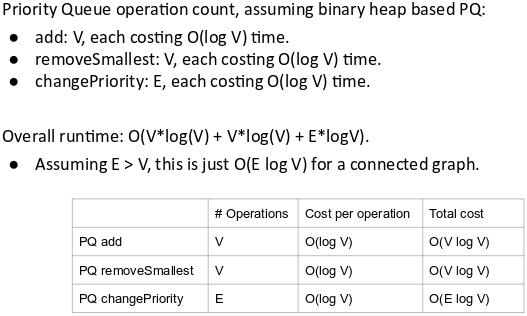 Priority Queue operation count, assuming binary heap based PQ:
● add: V, each costing O(log V) time.
● removeSmallest: V, each costing O(log V) time.
● changePriority: E, each costing O(log V) time.
Overall runtime: O(V*log(V) + V*log(V) + E*logV).
● Assuming E > V, this is just O(E log V) for a connected graph.
# Operations Cost per operation Total cost
PQ add V O(log V) O(V log V)
PQ removeSmallest V O(log V) O(V log V)
PQ changePriority E O(log V) O(E log V)